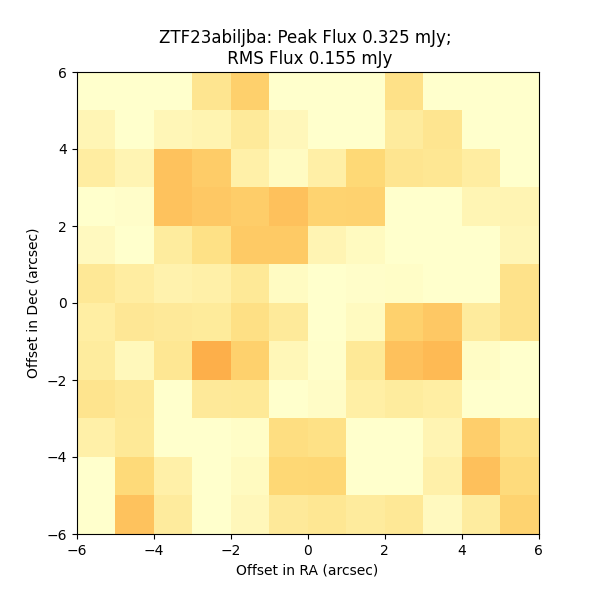 ZTF23abiljba: Peak Flux 0.325 mJy;
RMS Flux 0.155 mJy
6
4
2
0
−2
−4
−6
Offset in Dec (arcsec)
−6 −4 −2 0 2 4 6
Offset in RA (arcsec)